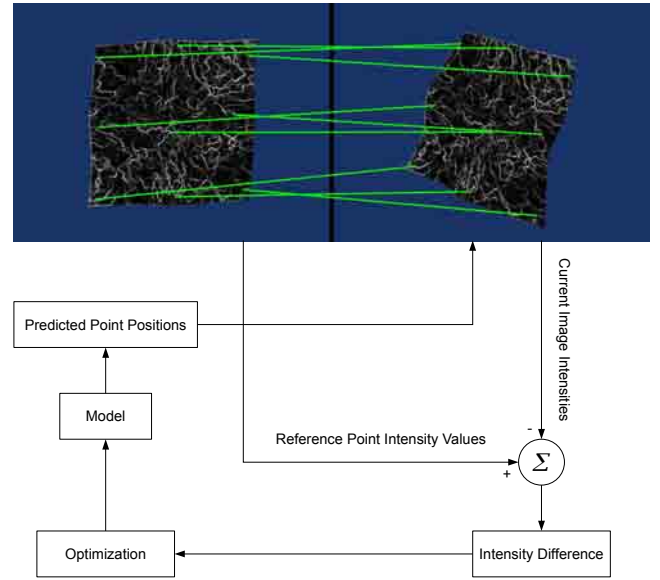 Predicted Point Positions
Current Image Intensities
Model
Reference Point Intensity Values
-
+
Σ
Optimization
Intensity Difference